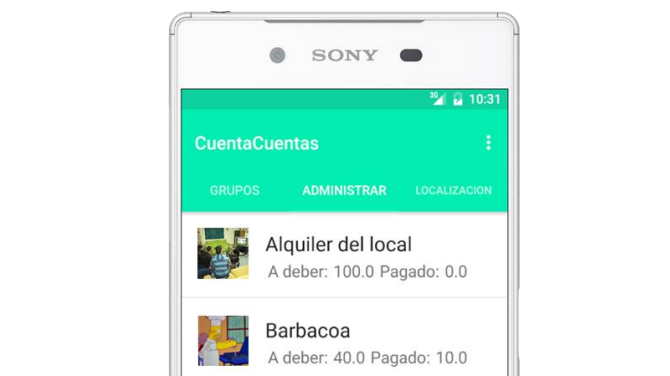 SONY
3G 10:31
CuentaCuentas
GRUPOS ADMINISTRAR LOCALIZACION
Alquiler del local
A deber: 100.0 Pagado: 0.0
Barbacoa
A deber: 40.0 Pagado: 10.0